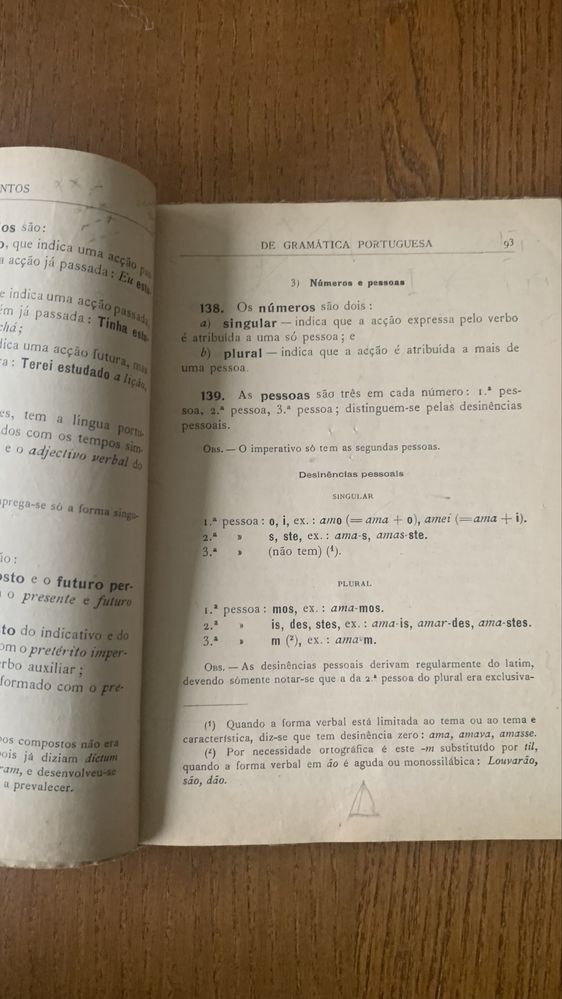 NTOS
os são:
o, que indica uma acção
a acção já passada: Eu
e indica uma acção passada,
ém já passada: Tinha estu-
chá;
dica uma acção futura, mas
ra: Terei estudado a lição,
es, tem a língua portu-
dos com os tempos sim-
e o adjectivo verbal do
prega-se só a forma singu-
ão:
osto e o futuro per-
o presente e futuro
to do indicativo e do
om o pretérito imper-
erbo auxiliar;
formado com o pre-
pos compostos não era
ois já diziam dictum
ram, e desenvolveu-se
a prevalecer.
DE GRAMÁTICA PORTUGUESA 93
3) Números e pessoas
138. Os números são dois:
a) singular — indica que a acção expressa pelo verbo
é atribuída a uma só pessoa; e
b) plural — indica que a acção é atribuída a mais de
uma pessoa.
139. As pessoas são três em cada número: 1.ª pes-
soa, 2.ª pessoa, 3.ª pessoa; distinguem-se pelas desinências
pessoais.
OBS. — O imperativo só tem as segundas pessoas.
Desinências pessoais
SINGULAR
1.ª pessoa: o, i, ex.: amo (= ama + o), amei (= ama + i).
2.ª » s, ste, ex.: ama-s, amas-ste.
3.ª » (não tem) (1).
PLURAL
1.ª pessoa: mos, ex.: ama-mos.
2.ª » is, des, stes, ex.: ama-is, amar-des, ama-stes.
3.ª » m (2), ex.: ama-m.
OBS. — As desinências pessoais derivam regularmente do latim,
devendo sòmente notar-se que a da 2.ª pessoa do plural era exclusiva-
(1) Quando a forma verbal está limitada ao tema ou ao tema e
característica, diz-se que tem desinência zero: ama, amava, amasse.
(2) Por necessidade ortográfica é este -m substituído por til,
quando a forma verbal em ão é aguda ou monossilábica: Louvarão,
são, dão.